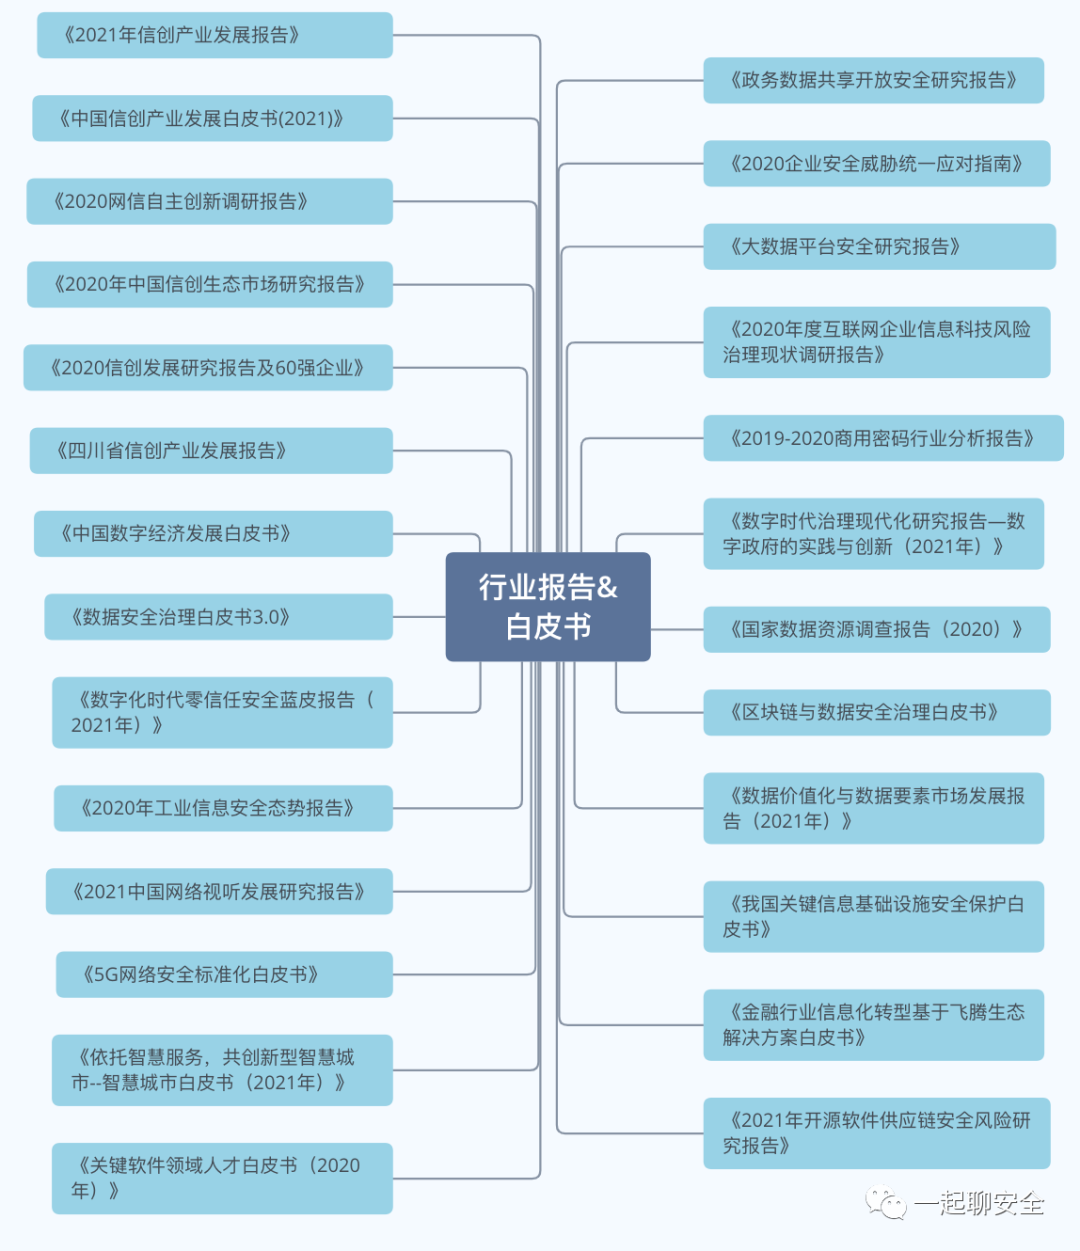 《2021年信创产业发展报告》
《中国信创产业发展白皮书(2021)》
《2020网信自主创新调研报告》
《2020年中国信创生态市场研究报告》
《2020信创发展研究报告及60强企业》
《四川省信创产业发展报告》
《中国数字经济发展白皮书》
《数据安全治理白皮书3.0》
《数字化时代零信任安全蓝皮报告（
2021年）》
《2020年工业信息安全态势报告》
《2021中国网络视听发展研究报告》
《5G网络安全标准化白皮书》
《依托智慧服务，共创新型智慧城
市--智慧城市白皮书（2021年）》
《关键软件领域人才白皮书（2020
年）》
行业报告&
白皮书
《政务数据共享开放安全研究报告》
《2020企业安全威胁统一应对指南》
《大数据平台安全研究报告》
《2020年度互联网企业信息科技风险
治理现状调研报告》
《2019-2020商用密码行业分析报告》
《数字时代治理现代化研究报告—数
字政府的实践与创新（2021年）》
《国家数据资源调查报告（2020）》
《区块链与数据安全治理白皮书》
《数据价值化与数据要素市场发展报
告（2021年）》
《我国关键信息基础设施安全保护白
皮书》
《金融行业信息化转型基于飞腾生态
解决方案白皮书》
《2021年开源软件供应链安全风险研
究报告》
一起聊安全